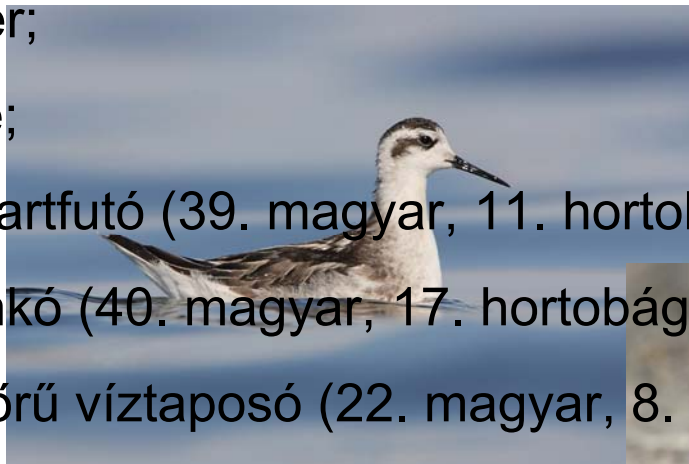 er;
e;
artfutó (39. magyar, 11. hortob
kó (40. magyar, 17. hortobág
őrű víztaposó (22. magyar, 8.